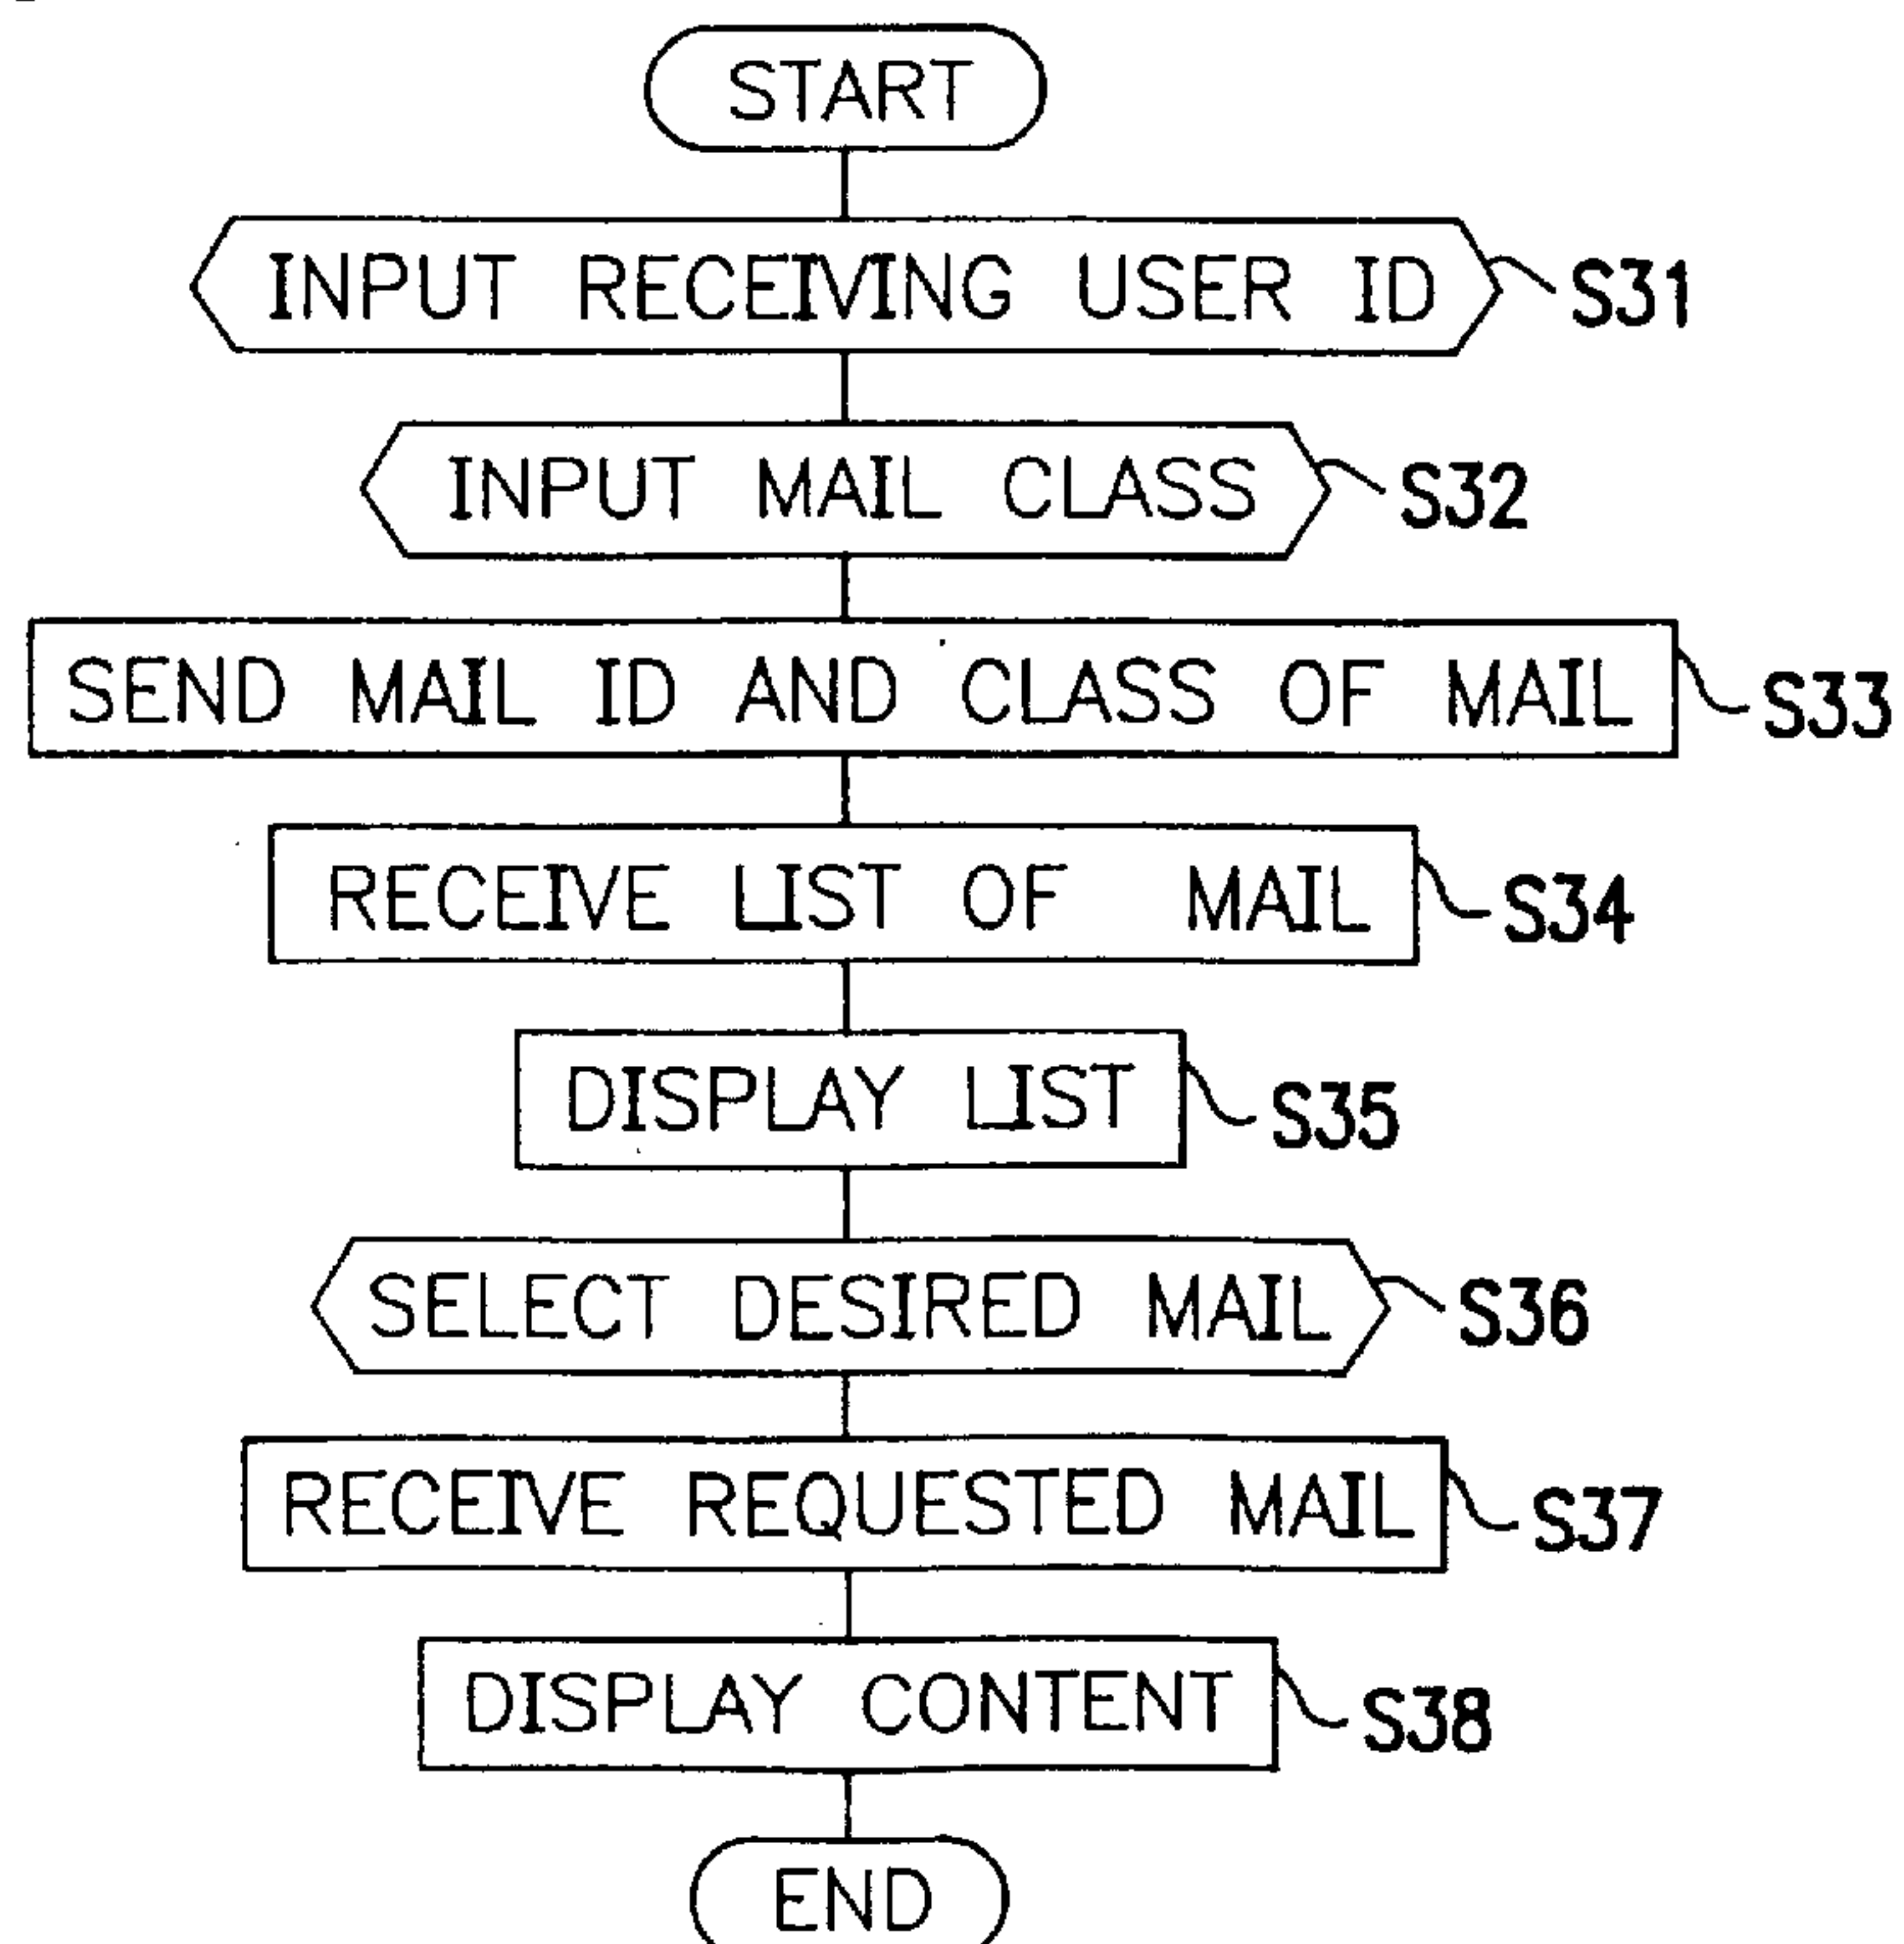 START
INPUT RECEIVING USER ID S31
INPUT MAIL CLASS S32
SEND MAIL ID AND CLASS OF MAIL S33
RECEIVE LIST OF MAIL S34
DISPLAY LIST S35
SELECT DESIRED MAIL S36
RECEIVE REQUESTED MAIL S37
DISPLAY CONTENT S38
END